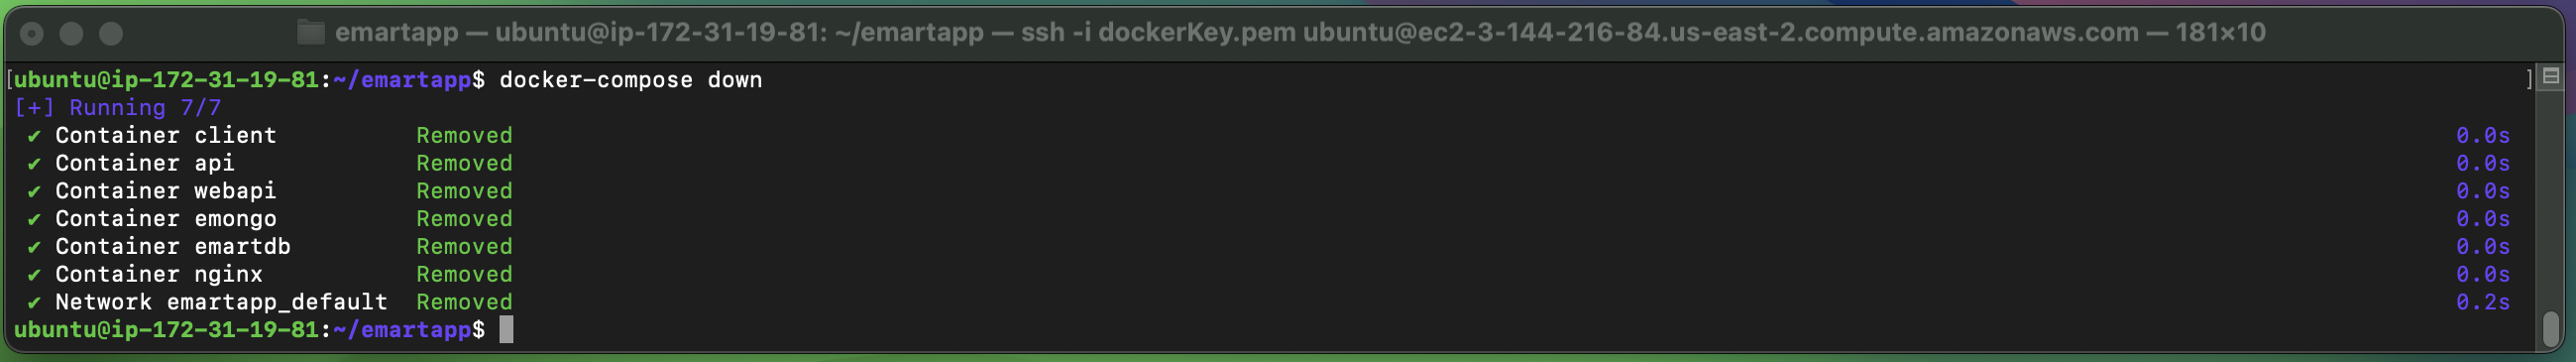 emartapp — ubuntu@ip-172-31-19-81: ~/emartapp — ssh -i dockerKey.pem ubuntu@ec2-3-144-216-84.us-east-2.compute.amazonaws.com — 181×10
[ubuntu@ip-172-31-19-81:~/emartapp$ docker-compose down ]
[+] Running 7/7
✔ Container client Removed 0.0s
✔ Container api Removed 0.0s
✔ Container webapi Removed 0.0s
✔ Container emongo Removed 0.0s
✔ Container emartdb Removed 0.0s
✔ Container nginx Removed 0.0s
✔ Network emartapp_default Removed 0.2s
ubuntu@ip-172-31-19-81:~/emartapp$